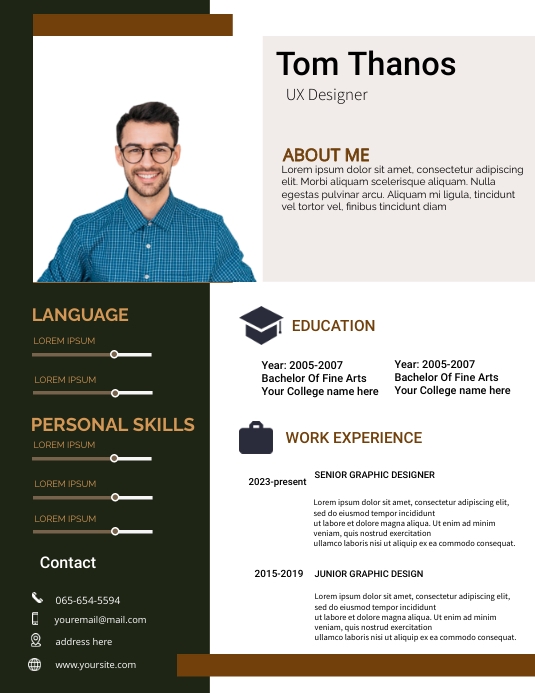 Tom Thanos
UX Designer
ABOUT ME
Lorem ipsum dolor sit amet, consectetur adipiscing
elit. Morbi aliquam scelerisque aliquam. Nulla
egestas pulvinar arcu. Aliquam mi ligula, tincidunt
vel tortor vel, finibus tincidunt diam
LANGUAGE
LOREM IPSUM
LOREM IPSUM
PERSONAL SKILLS
LOREM IPSUM
LOREM IPSUM
LOREM IPSUM
Contact
065-654-5594
youremail@mail.com
address here
www.yoursite.com
EDUCATION
Year: 2005-2007
Bachelor Of Fine Arts
Your College name here
Year: 2005-2007
Bachelor Of Fine Arts
Your College name here
WORK EXPERIENCE
2023-present
SENIOR GRAPHIC DESIGNER
Lorem ipsum dolor sit amet, consectetur adipiscing elit,
sed do eiusmod tempor incididunt
ut labore et dolore magna aliqua. Ut enim ad minim
veniam, quis nostrud exercitation
ullamco laboris nisi ut aliquip ex ea commodo consequat.
2015-2019
JUNIOR GRAPHIC DESIGN
Lorem ipsum dolor sit amet, consectetur adipiscing elit,
sed do eiusmod tempor incididunt
ut labore et dolore magna aliqua. Ut enim ad minim
veniam, quis nostrud exercitation
ullamco laboris nisi ut aliquip ex ea commodo consequat.